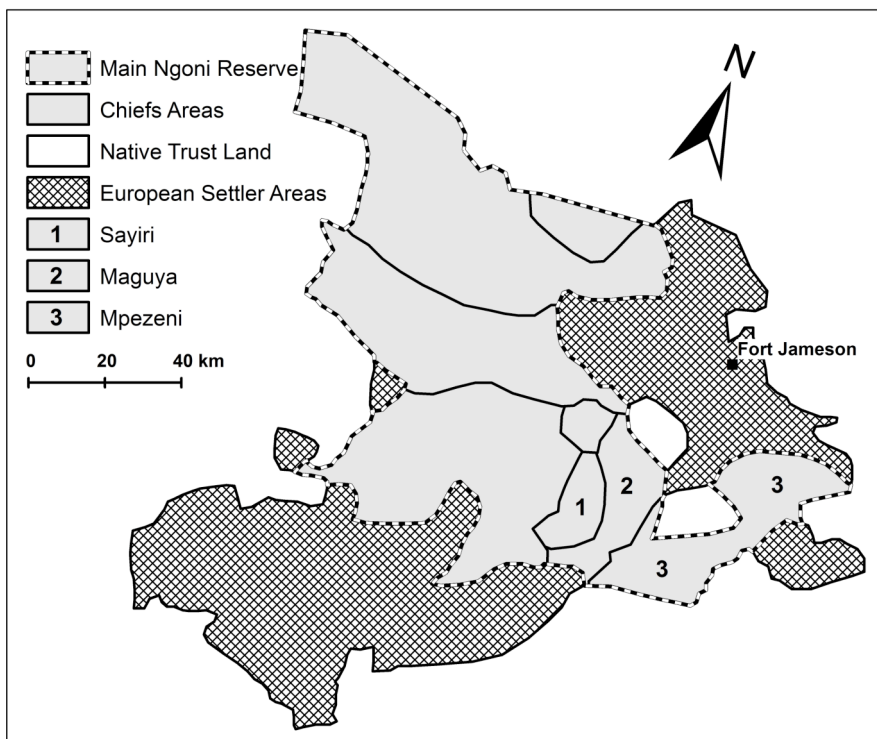 N
Main Ngoni Reserve
Chiefs Areas
Native Trust Land
European Settler Areas
1 Sayiri
2 Maguya
3 Mpezeni
0 20 40 km
Fort Jameson
2
3
1
3